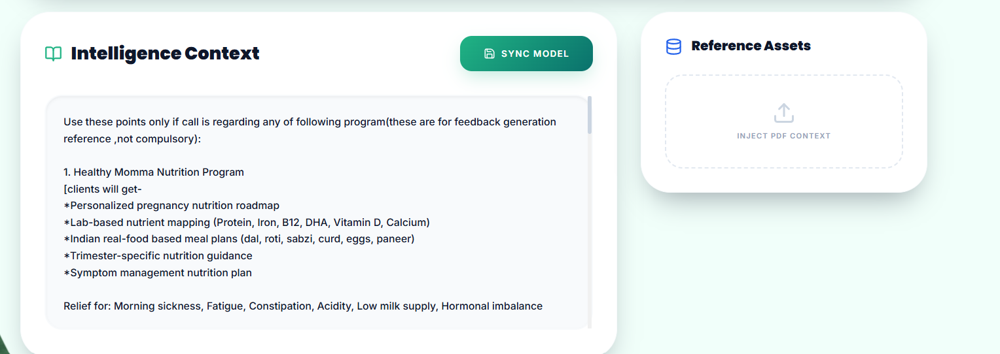 Intelligence Context
SYNC MODEL
Use these points only if call is regarding any of following program(these are for feedback generation
reference ,not compulsory):
1. Healthy Momma Nutrition Program
[clients will get-
*Personalized pregnancy nutrition roadmap
*Lab-based nutrient mapping (Protein, Iron, B12, DHA, Vitamin D, Calcium)
*Indian real-food based meal plans (dal, roti, sabzi, curd, eggs, paneer)
*Trimester-specific nutrition guidance
*Symptom management nutrition plan
Relief for: Morning sickness, Fatigue, Constipation, Acidity, Low milk supply, Hormonal imbalance
Reference Assets
INJECT PDF CONTEXT